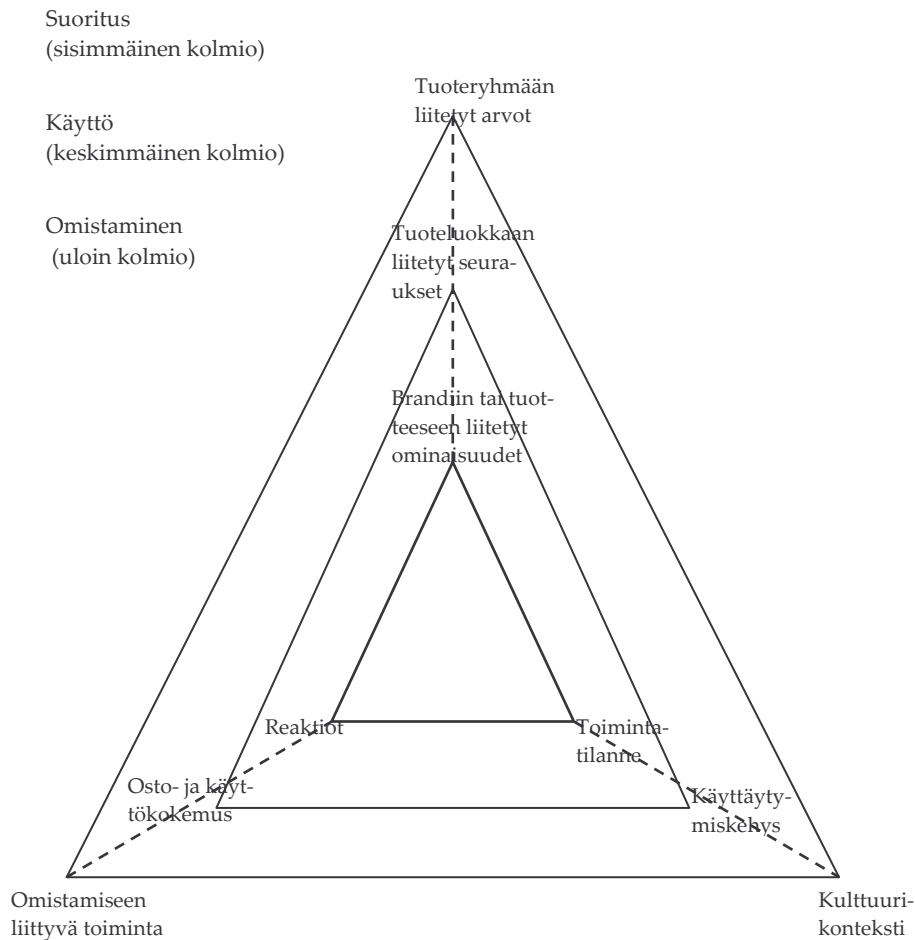 Suoritus
(sisimmäinen kolmio)
Käyttö
(keskimmäinen kolmio)
Omistaminen
(uloin kolmio)
Tuoteryhmään
liitetyt arvot
Tuoteluokkaan
liitetyt seura-
ukset
Brandiin tai tuot-
teeseen liitetyt
ominaisuudet
Reaktiot
Toiminta-
tilanne
Osto- ja käyt-
tökokemus
Käyttäyty-
miskehys
Omistamiseen
liittyvä toiminta
Kulttuuri-
konteksti